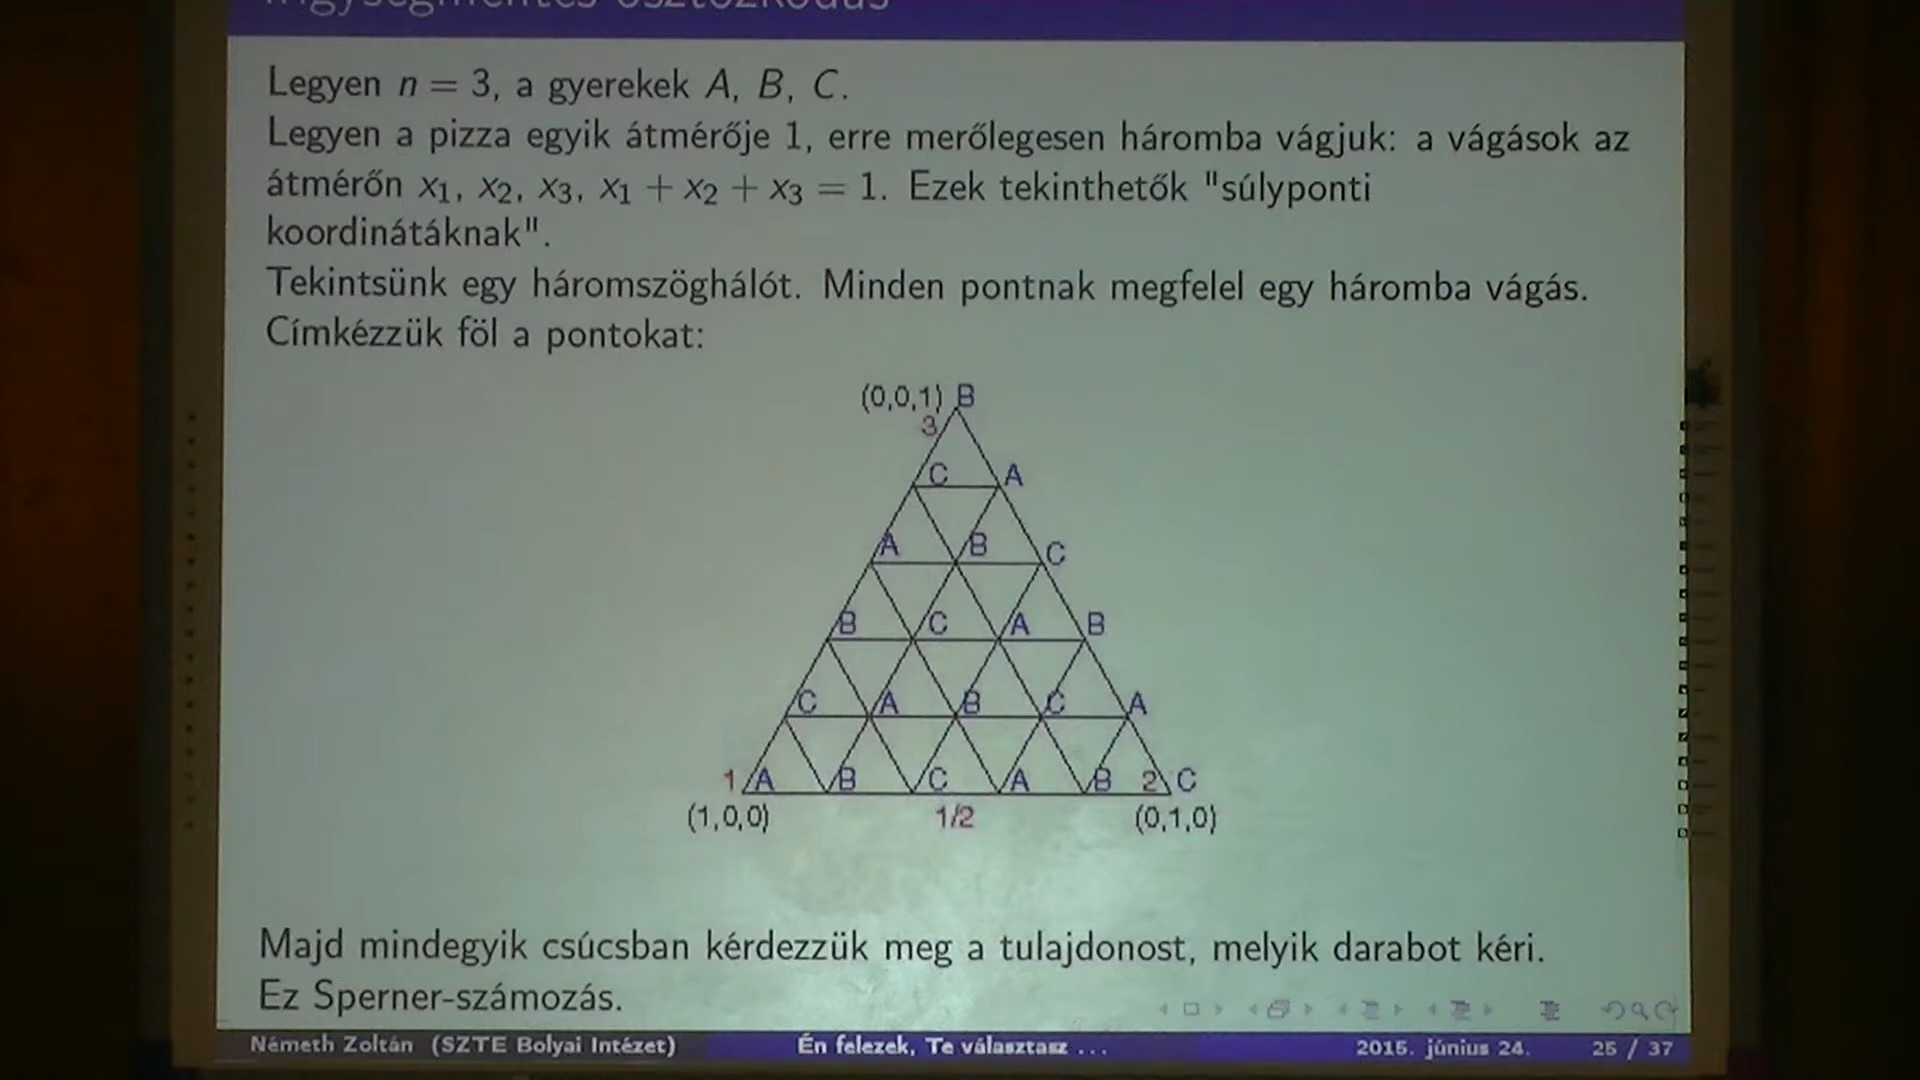 Irigységmentes osztozkodás
Legyen n = 3, a gyerekek A, B, C.
Legyen a pizza egyik átmérője 1, erre merőlegesen háromba vágjuk: a vágások az
átmérőn x₁, x₂, x₃, x₁ + x₂ + x₃ = 1. Ezek tekinthetők "súlyponti
koordinátáknak".
Tekintsünk egy háromszöghálót. Minden pontnak megfelel egy háromba vágás.
Címkézzük föl a pontokat:
(0,0,1) B
3
C A
A B C
B C A B
C A B C A
1 A B C A B 2 C
(1,0,0) 1/2 (0,1,0)
Majd mindegyik csúcsban kérdezzük meg a tulajdonost, melyik darabot kéri.
Ez Sperner-számozás.
Németh Zoltán (SZTE Bolyai Intézet) Én felezek, Te választasz ... 2015. június 24. 25 / 37